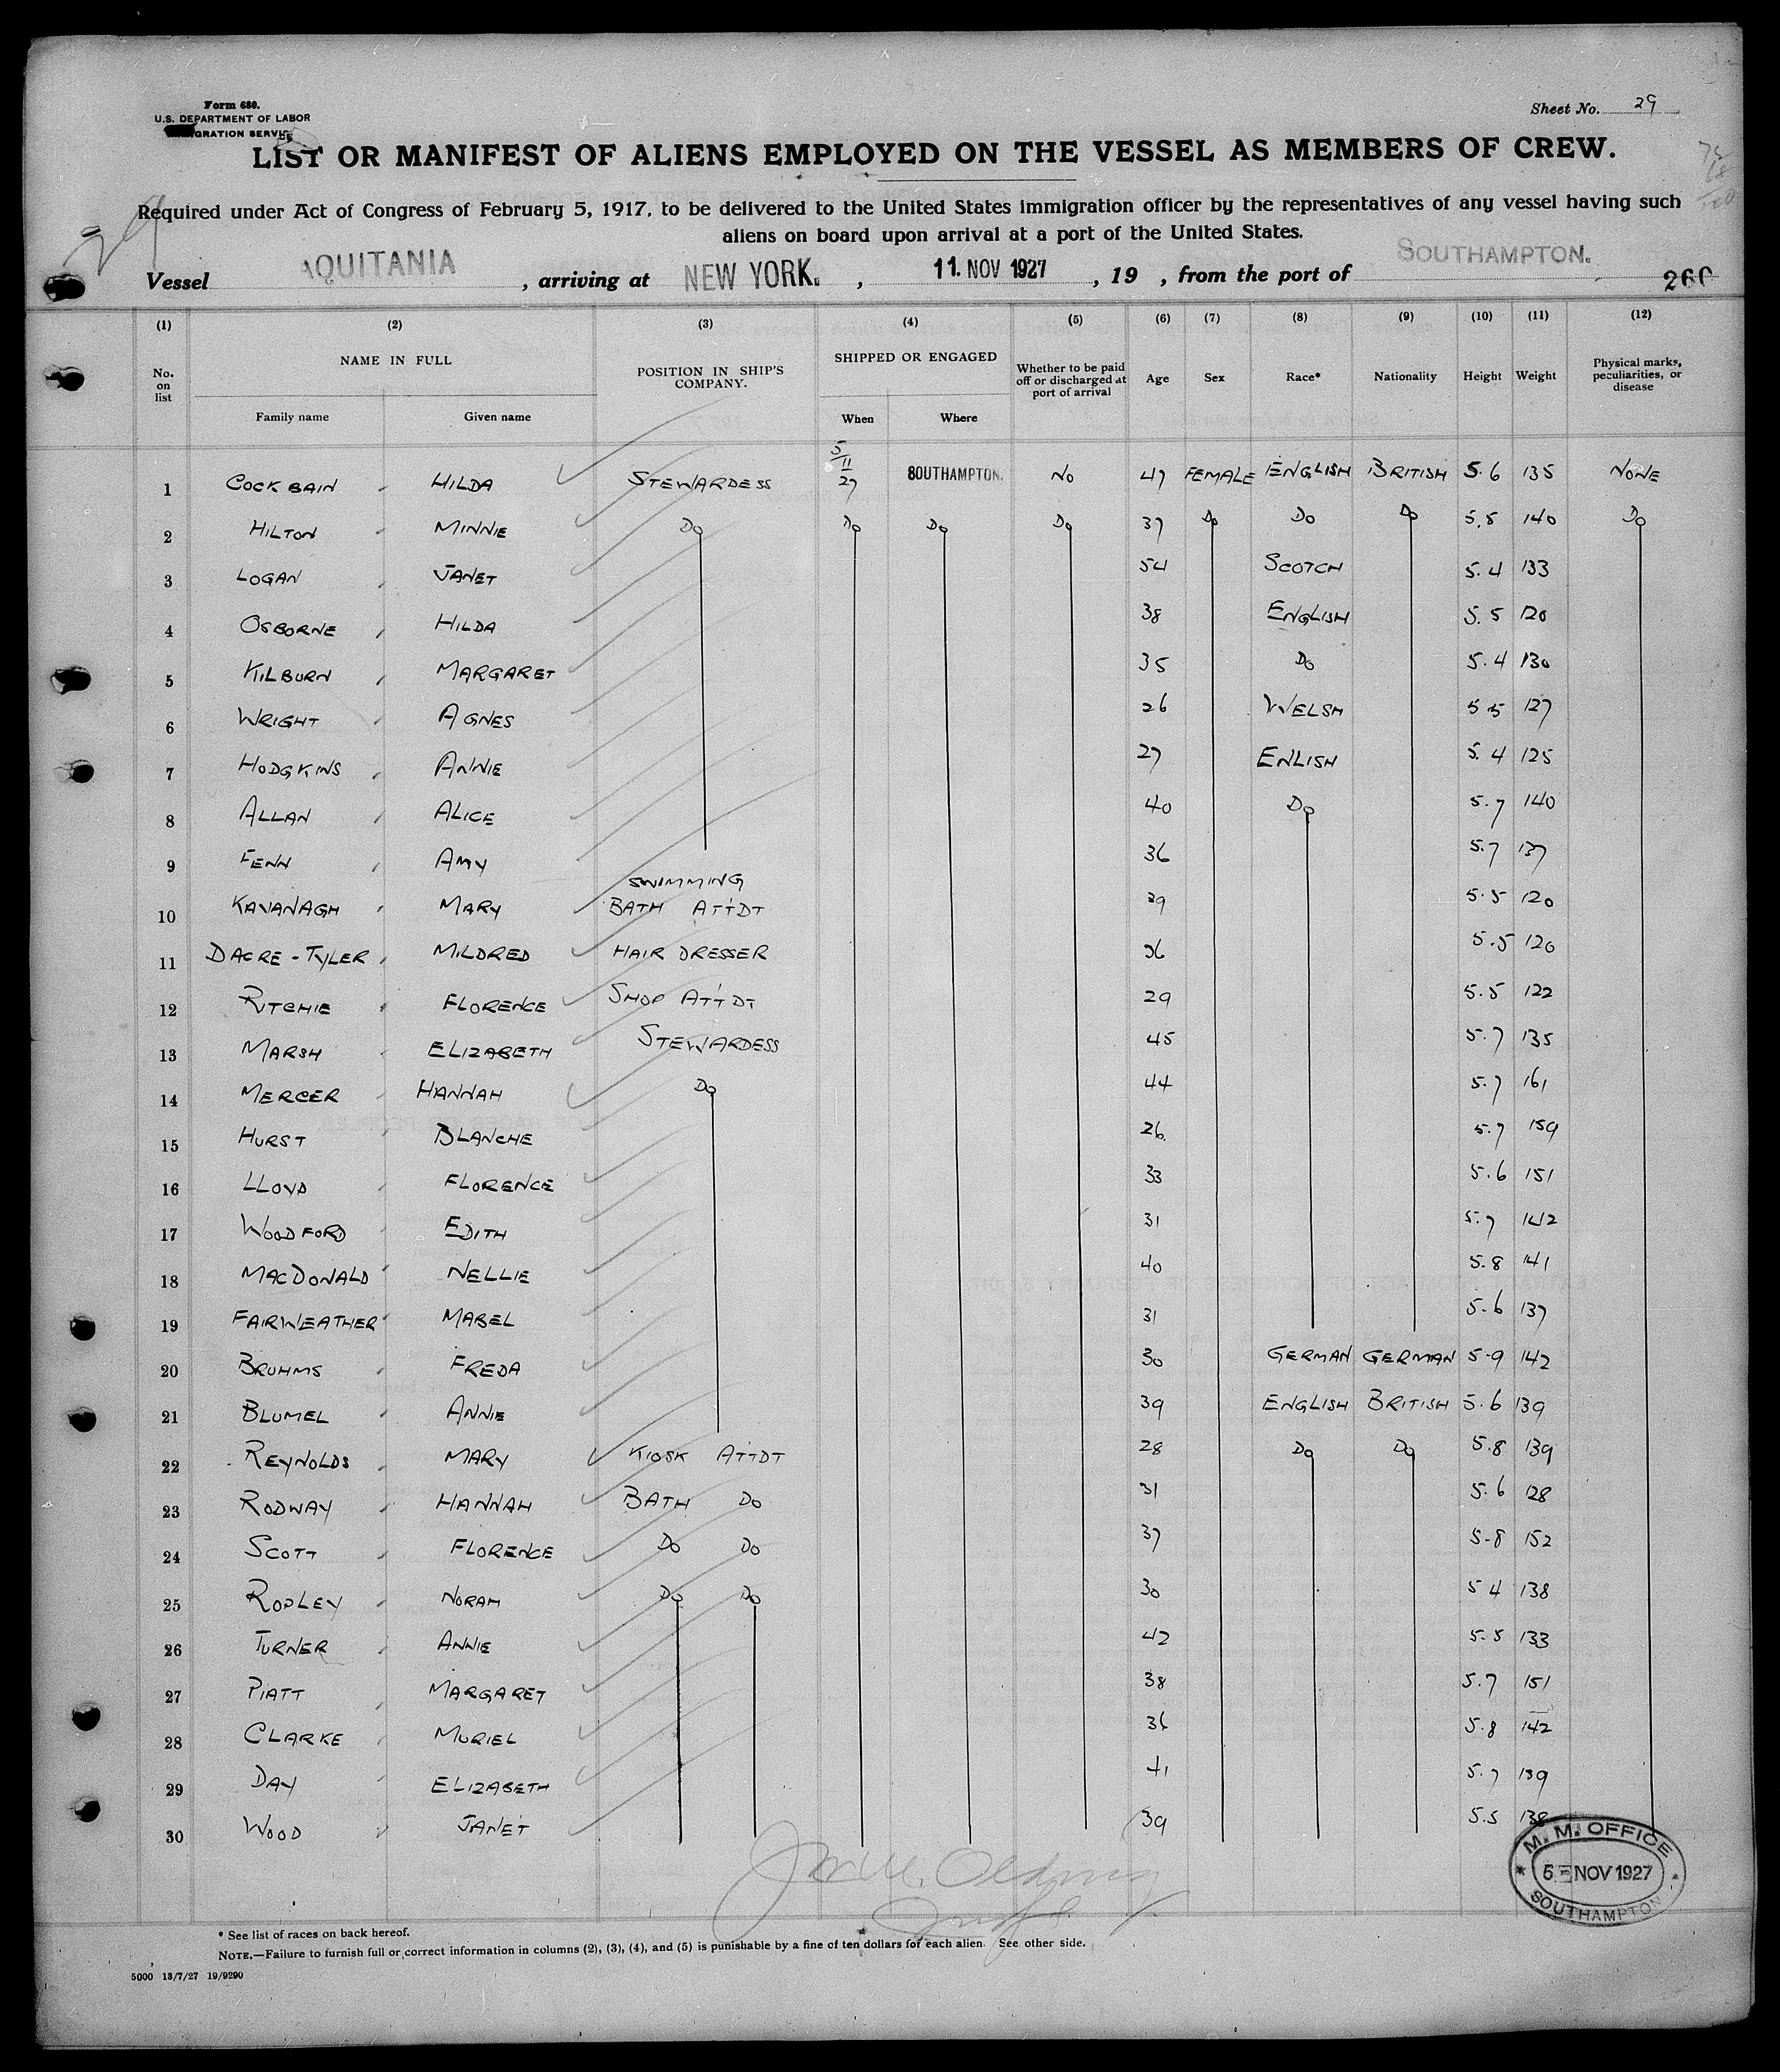 Form 680.
U.S. DEPARTMENT OF LABOR
GRATION SERVICE
Sheet No. 29
LIST OR MANIFEST OF ALIENS EMPLOYED ON THE VESSEL AS MEMBERS OF CREW.
Required under Act of Congress of February 5, 1917, to be delivered to the United States immigration officer by the representatives of any vessel having such
aliens on board upon arrival at a port of the United States.
Vessel AQUITANIA, arriving at NEW YORK., 11. NOV 1927, 19 , from the port of SOUTHAMPTON.
(1) (2) (3) (4) (5) (6) (7) (8) (9) (10) (11) (12)
No. on list NAME IN FULL POSITION IN SHIP'S COMPANY. SHIPPED OR ENGAGED Whether to be paid off or discharged at port of arrival Age Sex Race* Nationality Height Weight Physical marks, peculiarities, or disease
Family name Given name When Where
1 COCKBAIN HILDA STEWARDESS 5/11 27 SOUTHAMPTON. NO 47 FEMALE ENGLISH BRITISH 5.6 135 NONE
2 HILTON MINNIE DO DO DO DO 37 DO DO DO 5.5 140 DO
3 LOGAN JANET 54 SCOTCH 5.4 133
4 OSBORNE HILDA 38 ENGLISH 5.5 120
5 KILBURN MARGARET 35 DO 5.4 130
6 WRIGHT AGNES 26 WELSH 5.5 127
7 HODGKINS ANNIE 27 ENLISH 5.4 125
8 ALLAN ALICE 40 DO 5.7 140
9 FENN AMY 36 5.7 137
10 KAVANAGH MARY SWIMMING BATH ATTDT 39 5.5 120
11 DACRE-TYLER MILDRED HAIR DRESSER 36 5.5 120
12 RITCHIE FLORENCE SHOP ATTDT 29 5.5 122
13 MARSH ELIZABETH STEWARDESS 45 5.7 135
14 MERCER HANNAH DO 44 5.7 161
15 HURST BLANCHE 26 5.7 159
16 LLOYD FLORENCE 33 5.6 151
17 WOODFORD EDITH 31 5.7 142
18 MACDONALD NELLIE 40 5.8 141
19 FAIRWEATHER MABEL 31 5.6 137
20 BRUHMS FREDA 30 GERMAN GERMAN 5-9 142
21 BLUMEL ANNIE 39 ENGLISH BRITISH 5.6 139
22 REYNOLDS MARY KIOSK ATTDT 28 DO DO 5.8 139
23 RODWAY HANNAH BATH DO 31 5.6 128
24 SCOTT FLORENCE DO DO 37 5-8 152
25 RODLEY NORAH DO DO 30 5 4 138
26 TURNER ANNIE 42 5.5 133
27 PIATT MARGARET 38 5.7 151
28 CLARKE MURIEL 36 5.8 142
29 DAY ELIZABETH 41 5.7 139
30 WOOD JANET 39 5.5 138
M. M. OFFICE
5 NOV 1927
SOUTHAMPTON
* See list of races on back hereof.
NOTE.—Failure to furnish full or correct information in columns (2), (3), (4), and (5) is punishable by a fine of ten dollars for each alien. See other side.
5000 13/7/27 19/9290